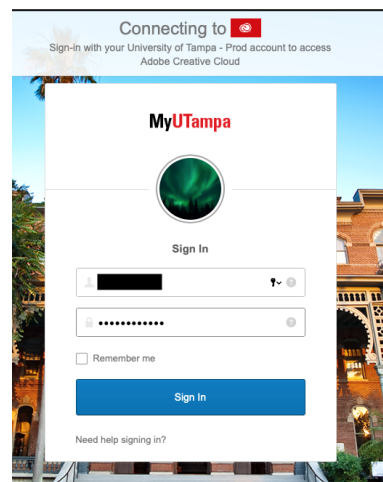 Connecting to
Sign-in with your University of Tampa - Prod account to access
Adobe Creative Cloud
MyUTampa
Sign In
••••••••••••
Remember me
Sign In
Need help signing in?